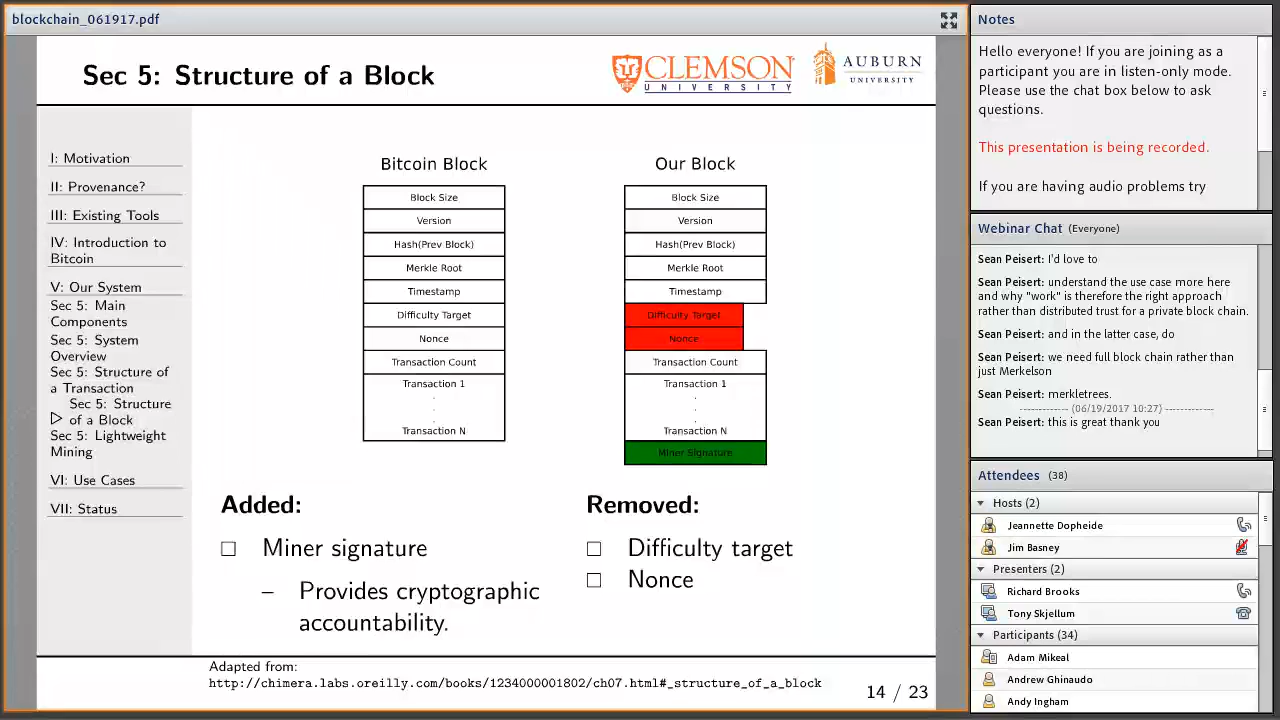 blockchain_061917.pdf
Sec 5: Structure of a Block
CLEMSON
UNIVERSITY
AUBURN
UNIVERSITY
I: Motivation
II: Provenance?
III: Existing Tools
IV: Introduction to
Bitcoin
V: Our System
Sec 5: Main
Components
Sec 5: System
Overview
Sec 5: Structure of
a Transaction
Sec 5: Structure
of a Block
Sec 5: Lightweight
Mining
VI: Use Cases
VII: Status
Bitcoin Block
Block Size
Version
Hash(Prev Block)
Merkle Root
Timestamp
Difficulty Target
Nonce
Transaction Count
Transaction 1
.
.
.
Transaction N
Our Block
Block Size
Version
Hash(Prev Block)
Merkle Root
Timestamp
Difficulty Target
Nonce
Transaction Count
Transaction 1
.
.
.
Transaction N
Miner Signature
Added:
Miner signature
– Provides cryptographic
accountability.
Removed:
Difficulty target
Nonce
Adapted from:
http://chimera.labs.oreilly.com/books/1234000001802/ch07.html#_structure_of_a_block
14 / 23
Notes
Hello everyone! If you are joining as a
participant you are in listen-only mode.
Please use the chat box below to ask
questions.
This presentation is being recorded.
If you are having audio problems try
Webinar Chat (Everyone)
Sean Peisert: I'd love to
Sean Peisert: understand the use case more here
and why "work" is therefore the right approach
rather than distributed trust for a private block chain.
Sean Peisert: and in the latter case, do
Sean Peisert: we need full block chain rather than
just Merkelson
Sean Peisert: merkletrees.
------------- (06/19/2017 10:27) -------------
Sean Peisert: this is great thank you
Attendees (38)
Hosts (2)
Jeannette Dopheide
Jim Basney
Presenters (2)
Richard Brooks
Tony Skjellum
Participants (34)
Adam Mikeal
Andrew Ghinaudo
Andy Ingham